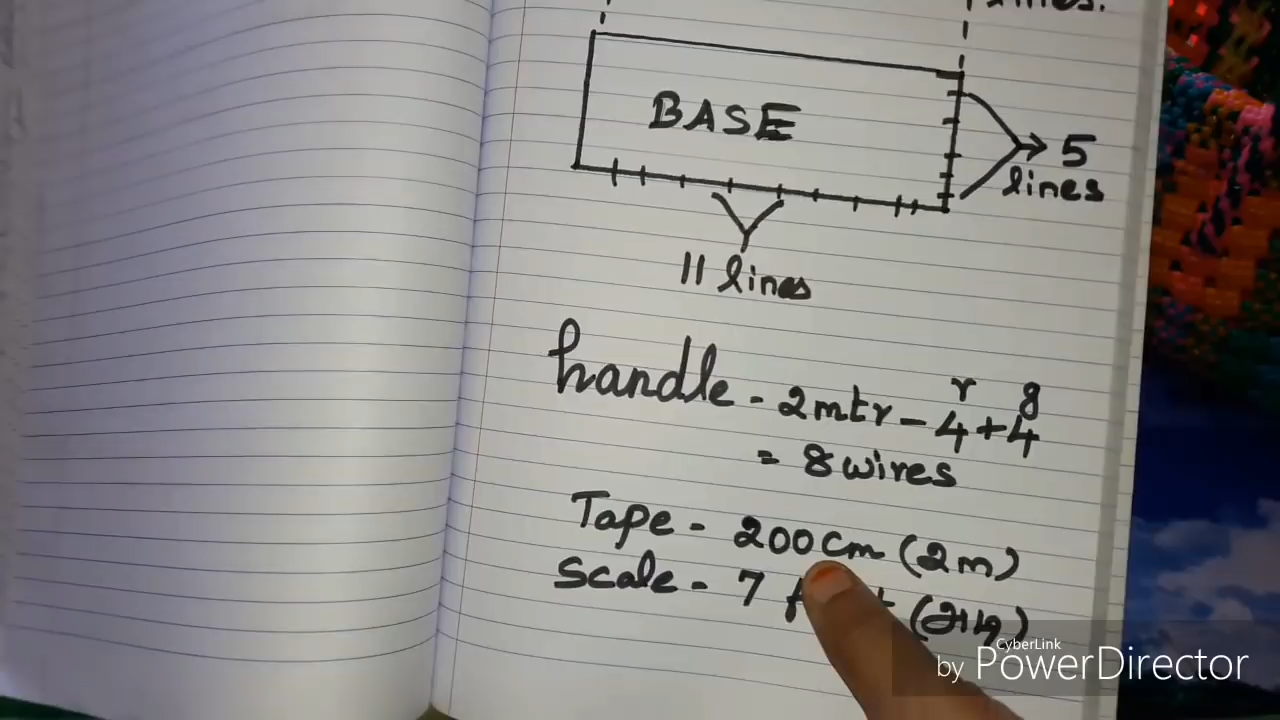 BASE
5
lines
11 lines
handle - 2mtr - 4 + 4
r g
= 8 wires
Tape - 200cm (2m)
Scale - 7 (அடி)
CyberLink
by PowerDirector